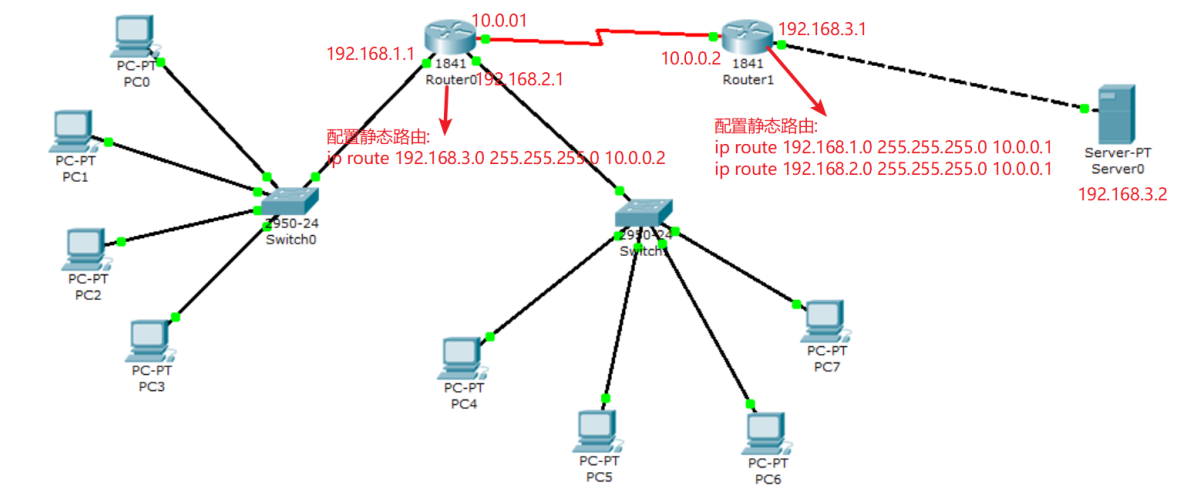 10.0.01
192.168.3.1
192.168.1.1
10.0.0.2
PC-PT
PC0
1841
Router0
192.168.2.1
1841
Router1
配置静态路由:
ip route 192.168.3.0 255.255.255.0 10.0.0.2
配置静态路由:
ip route 192.168.1.0 255.255.255.0 10.0.0.1
ip route 192.168.2.0 255.255.255.0 10.0.0.1
Server-PT
Server0
192.168.3.2
PC-PT
PC1
2950-24
Switch0
2950-24
Switch1
PC-PT
PC2
PC-PT
PC3
PC-PT
PC4
PC-PT
PC5
PC-PT
PC6
PC-PT
PC7